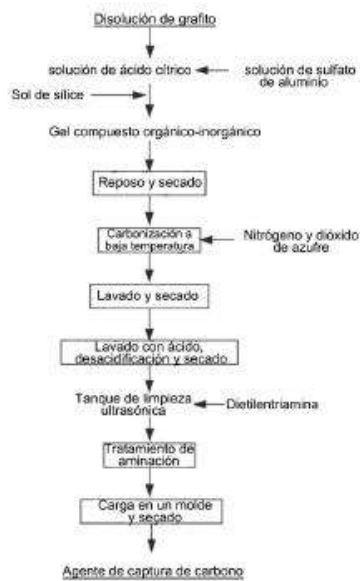 Disolución de grafito
solución de ácido cítrico
solución de sulfato
de aluminio
Sol de sílice
Gel compuesto orgánico-inorgánico
Reposo y secado
Carbonización a
baja temperatura
Nitrógeno y dióxido
de azufre
Lavado y secado
Lavado con ácido,
desacidificación y secado
Tanque de limpieza
ultrasónica
Dietilentriamina
Tratamiento de
aminación
Carga en un molde
y secado
Agente de captura de carbono